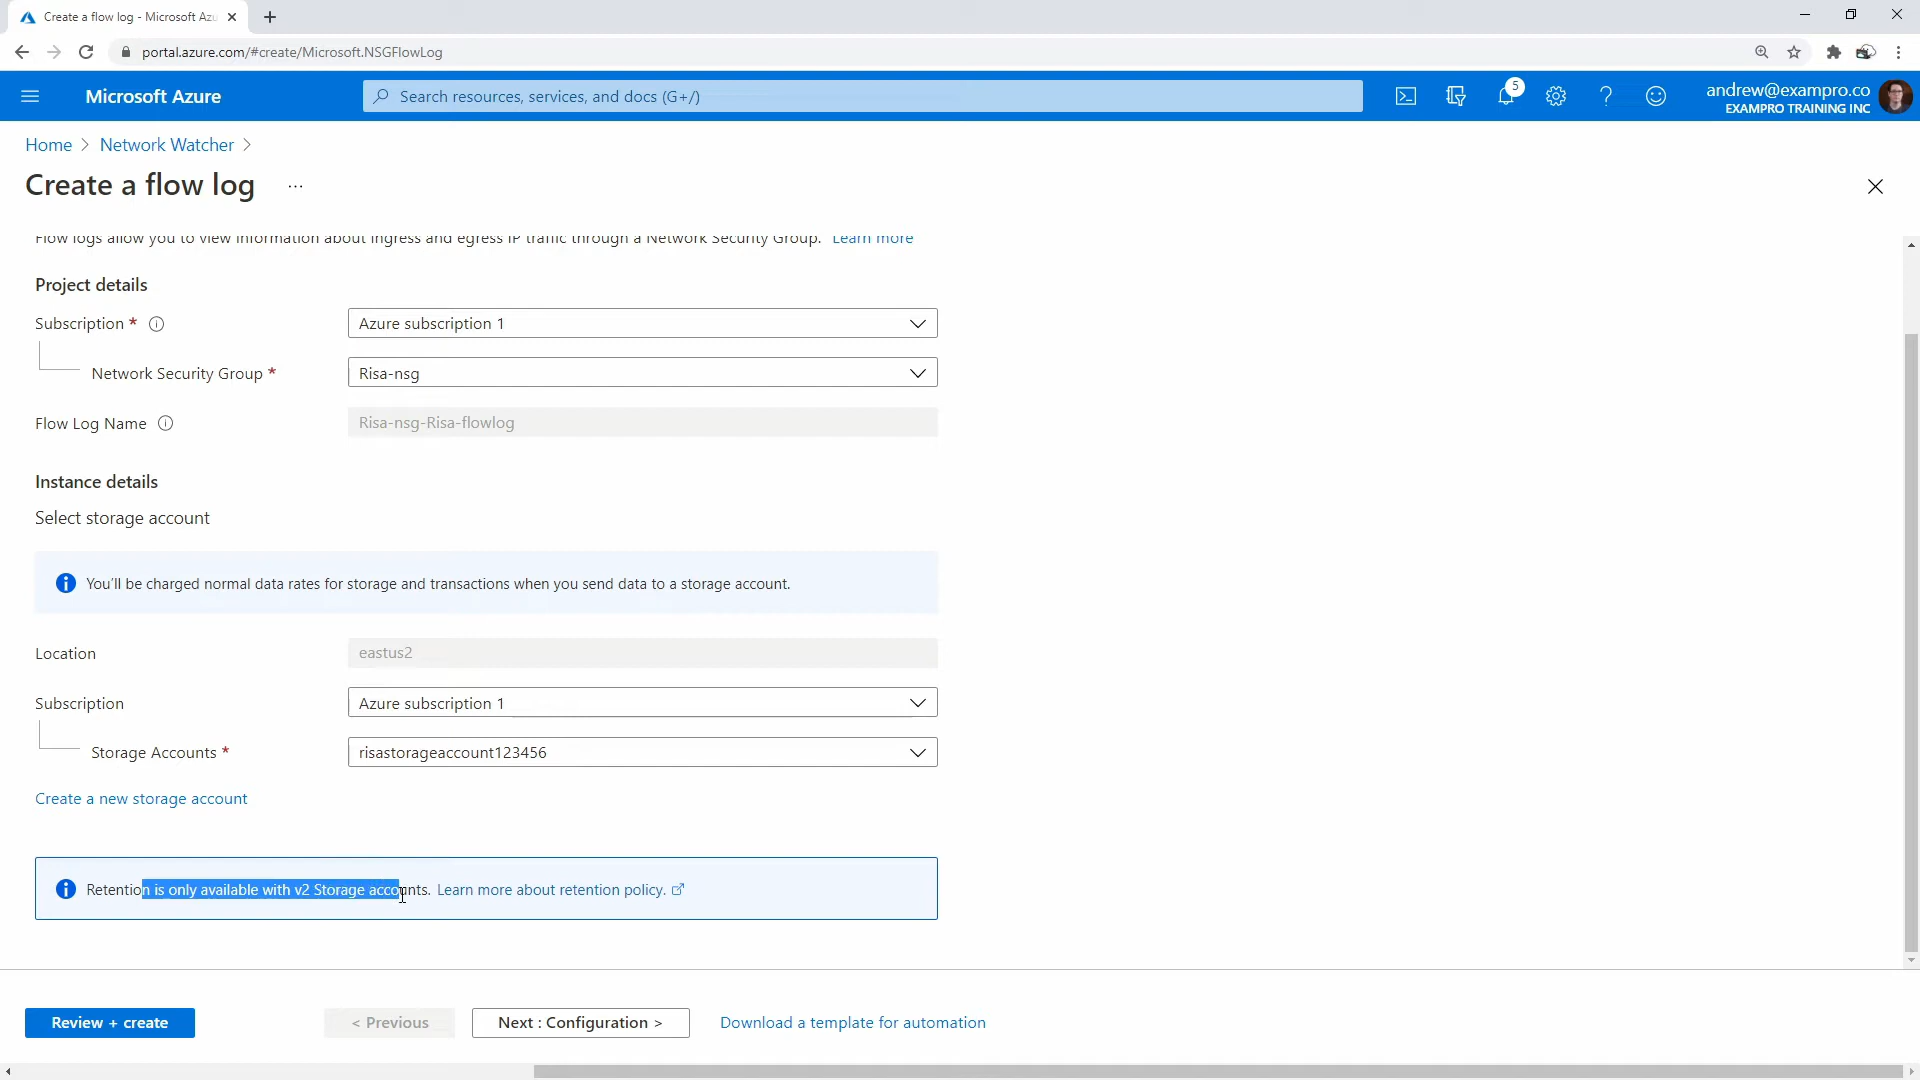 Create a flow log - Microsoft Azu
portal.azure.com/#create/Microsoft.NSGFlowLog
Microsoft Azure
Search resources, services, and docs (G+/)
5
andrew@exampro.co
EXAMPRO TRAINING INC
Home > Network Watcher >
Create a flow log ...
Flow logs allow you to view information about ingress and egress IP traffic through a Network Security Group. Learn more
Project details
Subscription *
Azure subscription 1
Network Security Group *
Risa-nsg
Flow Log Name
Risa-nsg-Risa-flowlog
Instance details
Select storage account
You'll be charged normal data rates for storage and transactions when you send data to a storage account.
Location
eastus2
Subscription
Azure subscription 1
Storage Accounts *
risastorageaccount123456
Create a new storage account
Retention is only available with v2 Storage accounts. Learn more about retention policy.
Review + create
< Previous
Next : Configuration >
Download a template for automation